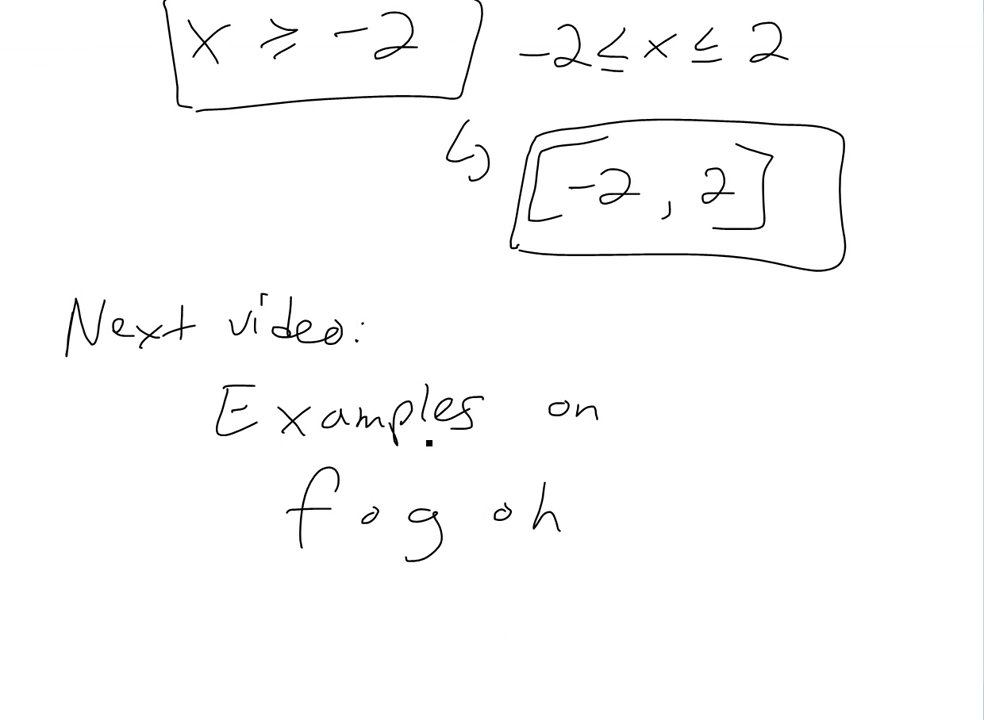 x ≥ -2   -2 ≤ x ≤ 2
↳ [-2, 2]
Next video:
Examples on
f ∘ g ∘ h